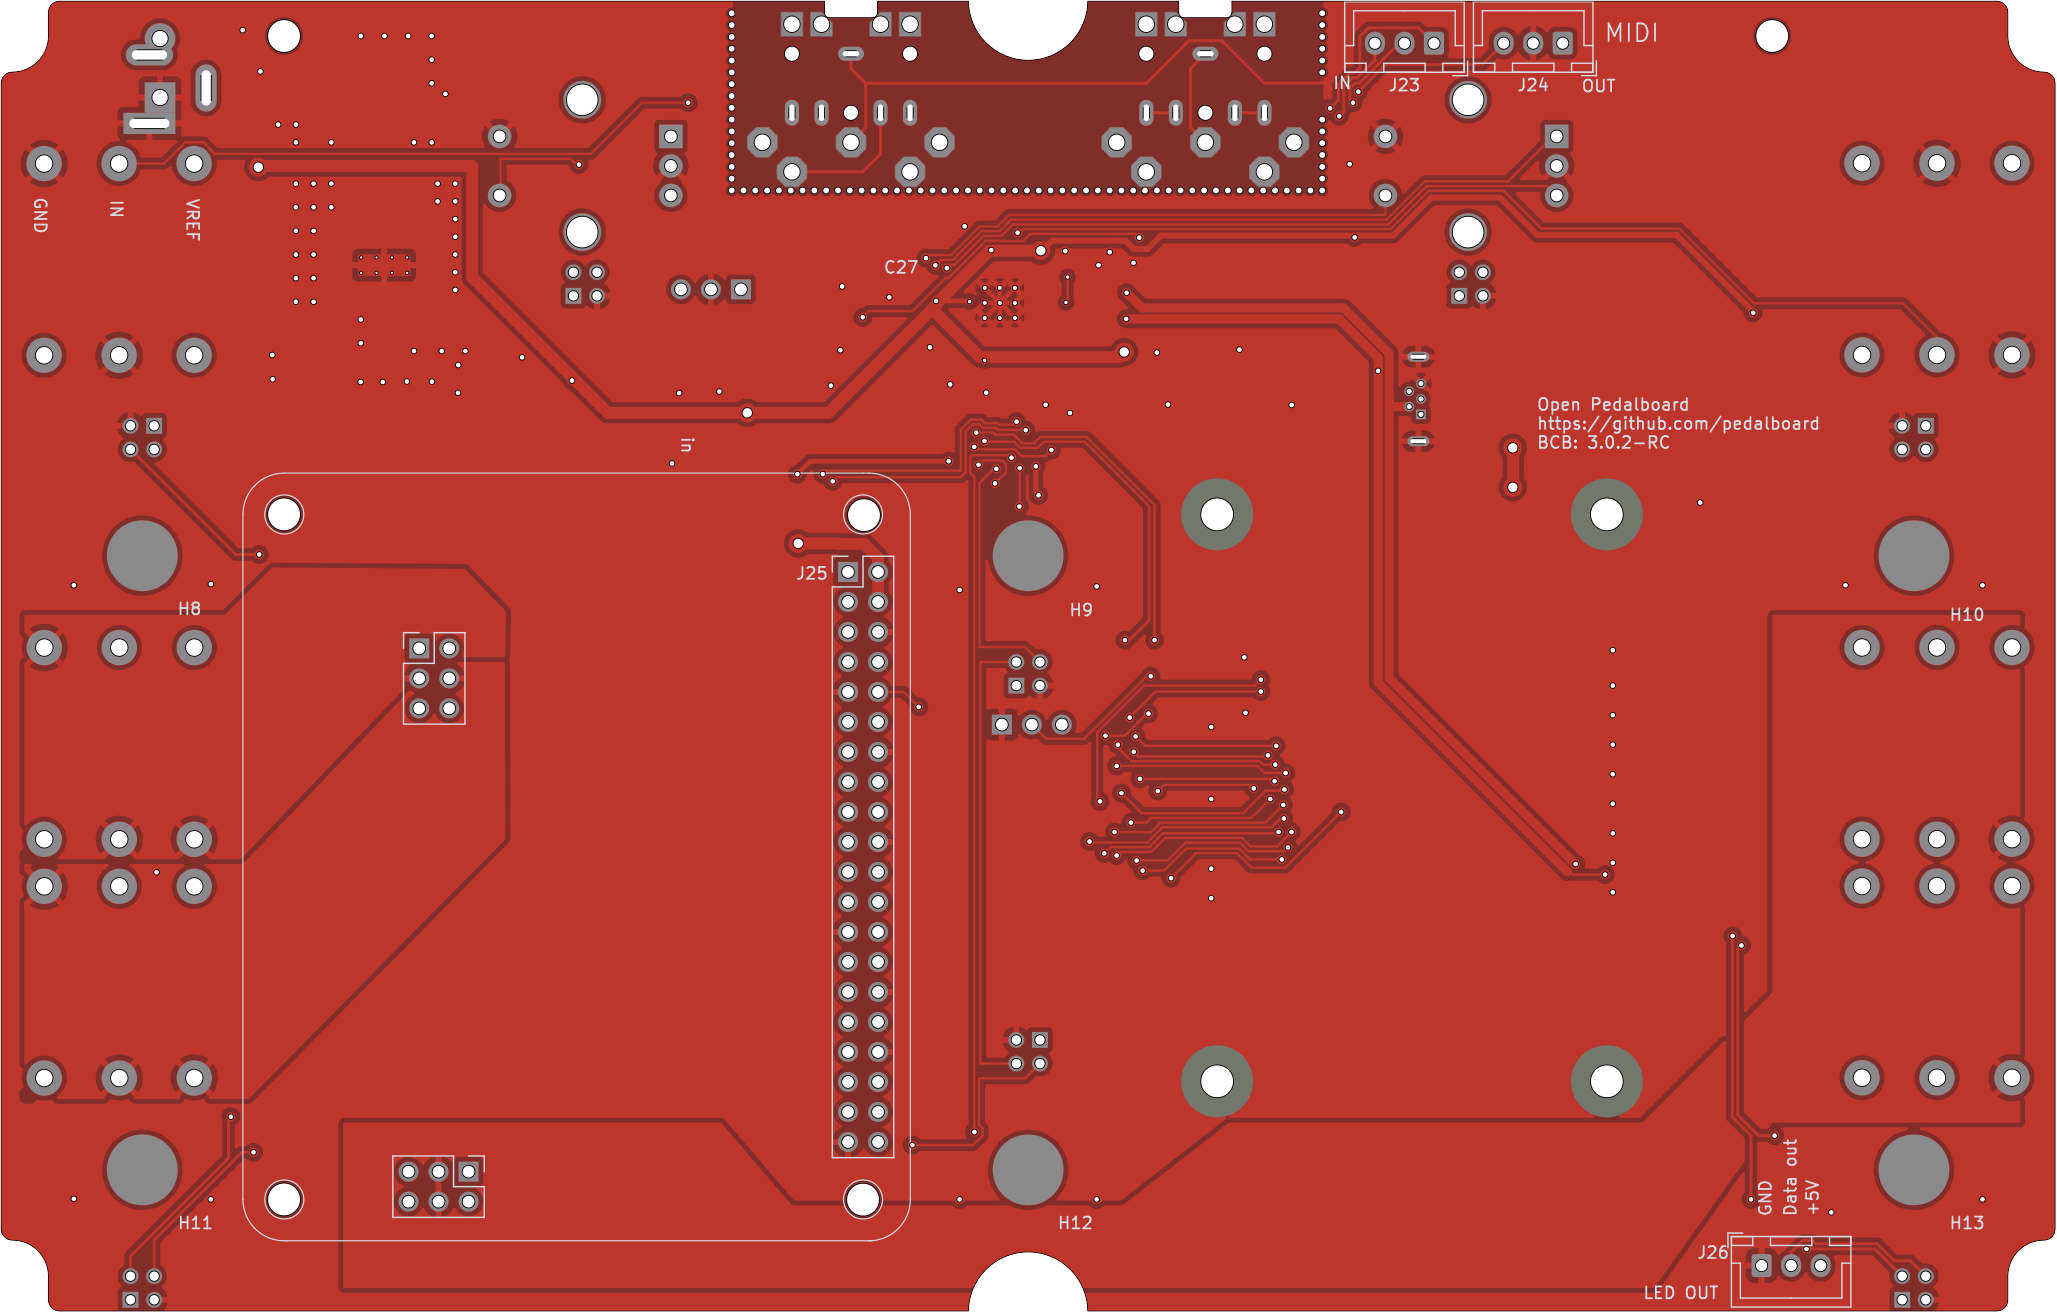 MIDI
IN
J23
J24
OUT
GND
IN
VREF
C27
Open Pedalboard
https://github.com/pedalboard
BCB: 3.0.2-RC
in
J25
H8
H9
H10
GND
Data out
+5V
H11
H12
H13
J26
LED OUT